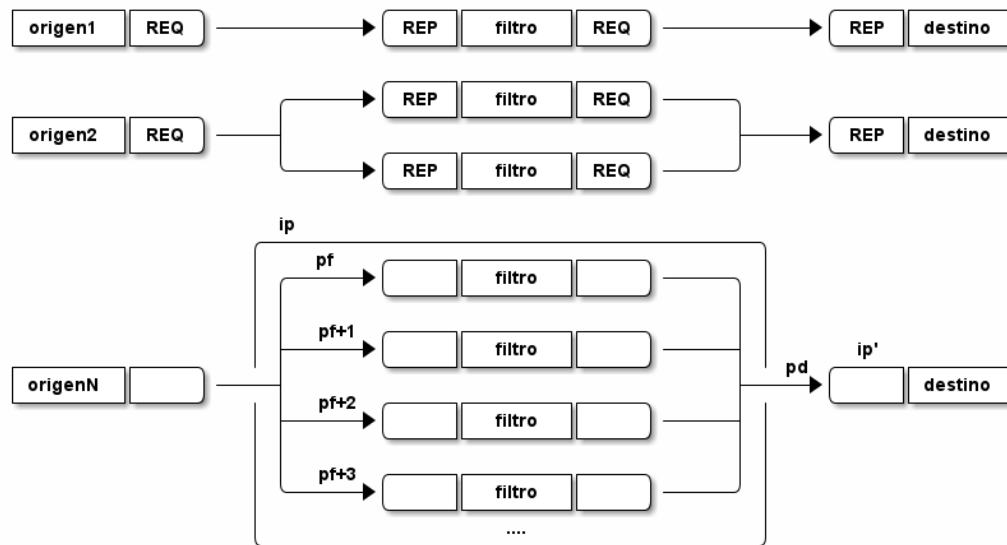 origen1 REQ REP filtro REQ REP destino
REP filtro REQ
origen2 REQ REP destino
REP filtro REQ
ip
pf filtro
pf+1 filtro
ip'
pd
origenN destino
pf+2 filtro
pf+3 filtro
....